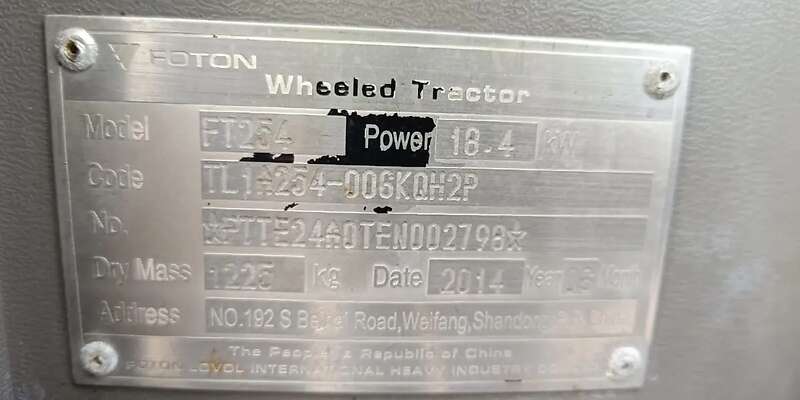 FOTON
Wheeled Tractor
Model FT254 Power 18.4 kW
Code TL1A254-006KQH2P
No. *PTTE24A0TEN002798*
Dry Mass 1225 kg Date 2014 Year Month
Address NO.192 S Beihai Road,Weifang,Shandong
The People's Republic of China
FOTON LOVOL INTERNATIONAL HEAVY INDUSTRY CO.